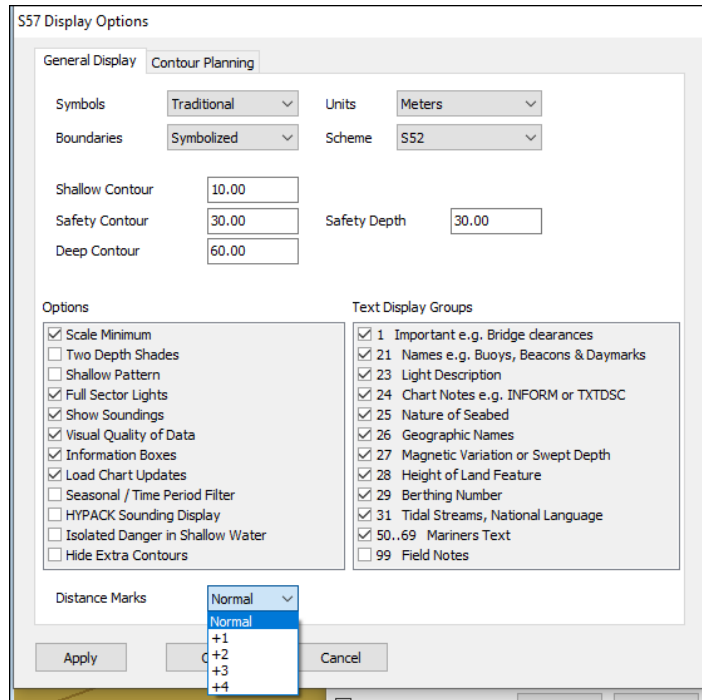 S57 Display Options
General Display Contour Planning
Symbols Traditional Units Meters
Boundaries Symbolized Scheme S52
Shallow Contour 10.00
Safety Contour 30.00 Safety Depth 30.00
Deep Contour 60.00
Options Text Display Groups
Scale Minimum 1 Important e.g. Bridge clearances
Two Depth Shades 21 Names e.g. Buoys, Beacons & Daymarks
Shallow Pattern 23 Light Description
Full Sector Lights 24 Chart Notes e.g. INFORM or TXTDSC
Show Soundings 25 Nature of Seabed
Visual Quality of Data 26 Geographic Names
Information Boxes 27 Magnetic Variation or Swept Depth
Load Chart Updates 28 Height of Land Feature
Seasonal / Time Period Filter 29 Berthing Number
HYPACK Sounding Display 31 Tidal Streams, National Language
Isolated Danger in Shallow Water 50..69 Mariners Text
Hide Extra Contours 99 Field Notes
Distance Marks Normal
Normal
+1
+2
+3
+4
Apply Cancel